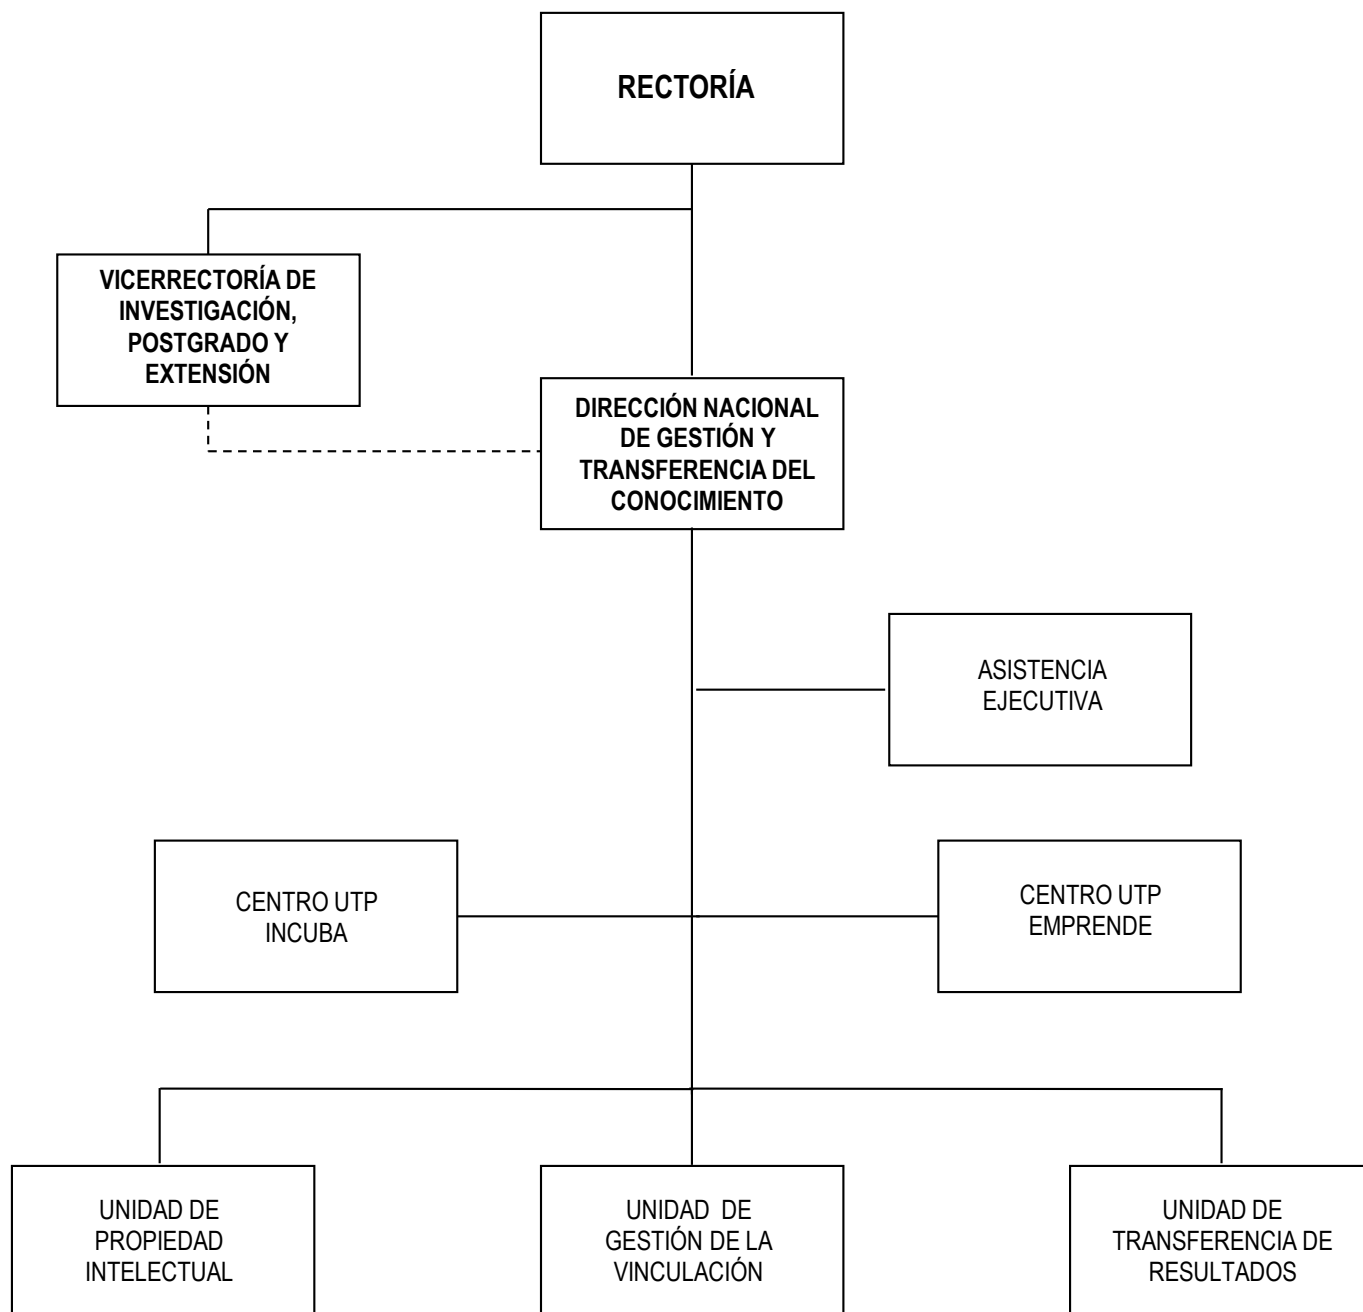 RECTORÍA
VICERRECTORÍA DE
INVESTIGACIÓN,
POSTGRADO Y
EXTENSIÓN
DIRECCIÓN NACIONAL
DE GESTIÓN Y
TRANSFERENCIA DEL
CONOCIMIENTO
ASISTENCIA
EJECUTIVA
CENTRO UTP
INCUBA
CENTRO UTP
EMPRENDE
UNIDAD DE
PROPIEDAD
INTELECTUAL
UNIDAD DE
GESTIÓN DE LA
VINCULACIÓN
UNIDAD DE
TRANSFERENCIA DE
RESULTADOS